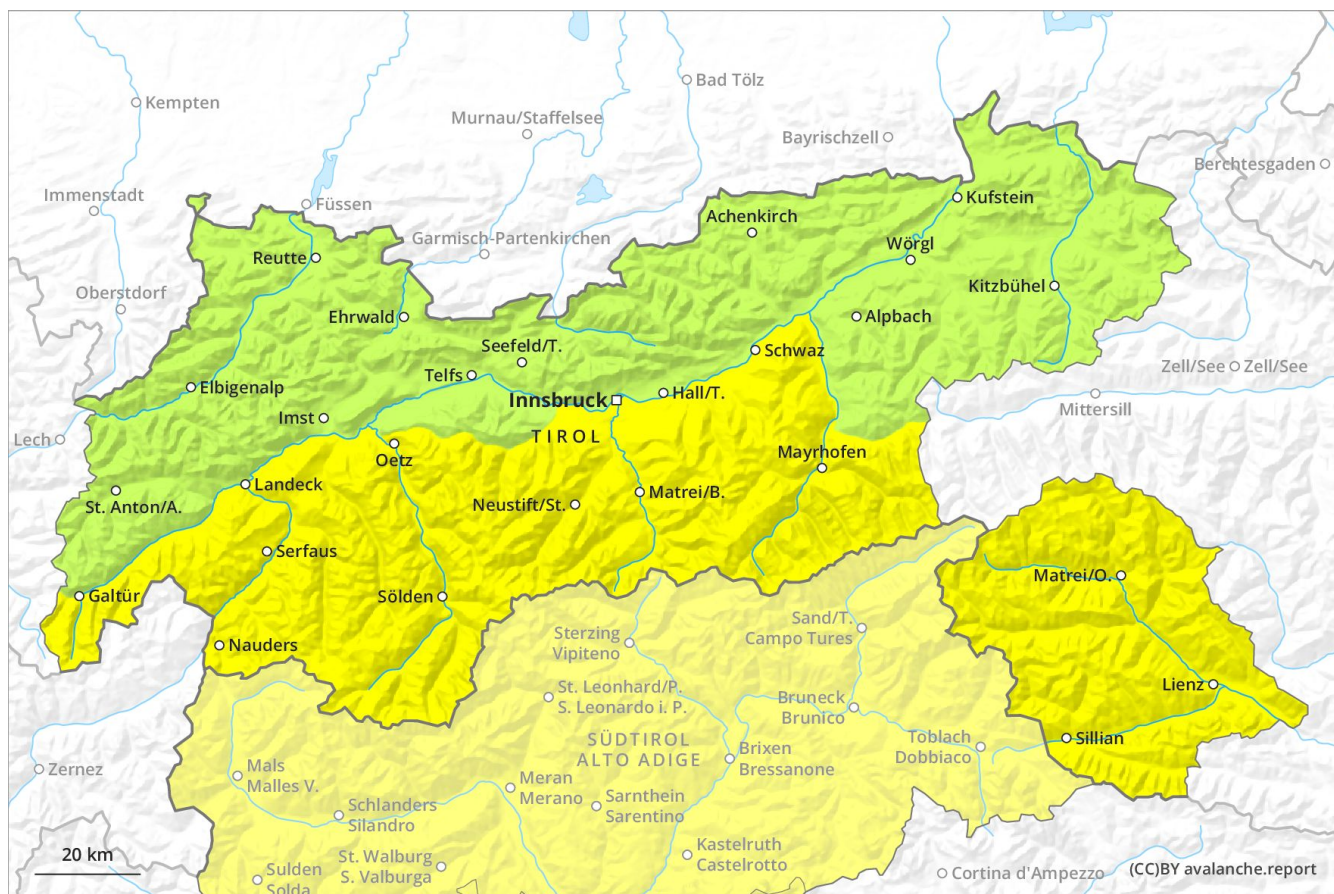 Bad Tölz
Kempten
Murnau/Staffelsee
Bayrischzell
Berchtesgaden
Immenstadt
Füssen
Kufstein
Achenkirch
Garmisch-Partenkirchen
Wörgl
Reutte
Kitzbühel
Oberstdorf
Ehrwald
Alpbach
Seefeld/T.
Schwaz
Zell/See
Zell/See
Telfs
Elbigenalp
Hall/T.
Innsbruck
Mittersill
Imst
Lech
TIROL
Oetz
Mayrhofen
Landeck
Matrei/B.
St. Anton/A.
Neustift/St.
Serfaus
Matrei/O.
Galtür
Sölden
Sand/T.
Campo Tures
Sterzing
Vipiteno
Nauders
Lienz
St. Leonhard/P.
S. Leonardo i. P.
Bruneck
Brunico
SÜDTIROL
ALTO ADIGE
Toblach
Dobbiaco
Sillian
Brixen
Bressanone
Zernez
Mals
Malles V.
Meran
Merano
Sarnthein
Sarentino
Schlanders
Silandro
Kastelruth
Castelrotto
20 km
St. Walburg
S. Valburga
Cortina d'Ampezzo
(CC)BY avalanche.report
Sulden
Solda